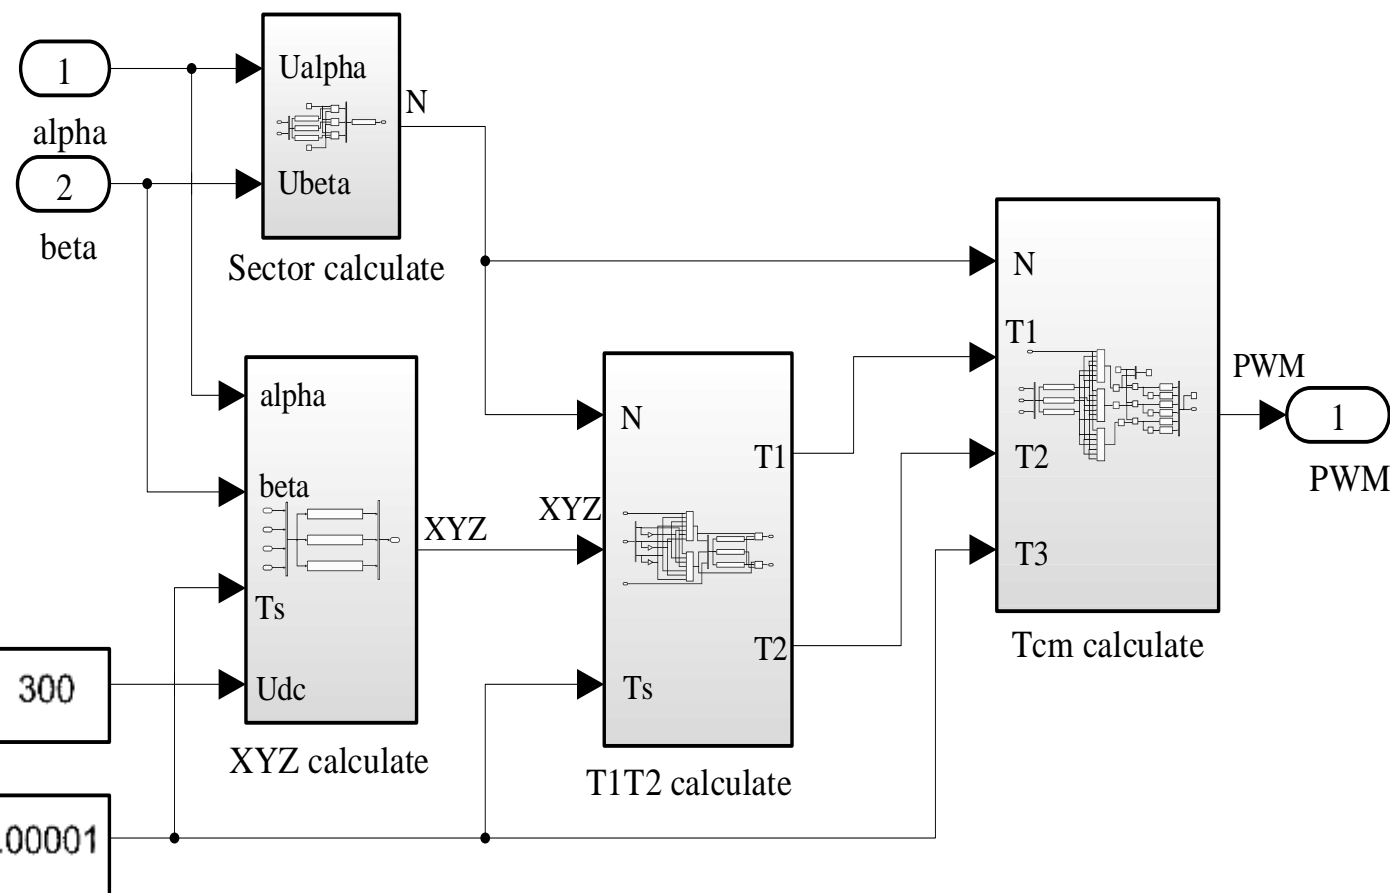 1
alpha
2
beta
Ualpha
Ubeta
N
Sector calculate
alpha
beta
Ts
Udc
XYZ
XYZ calculate
300
.00001
N
XYZ
Ts
T1
T2
T1T2 calculate
N
T1
T2
T3
Tcm calculate
PWM
1
PWM